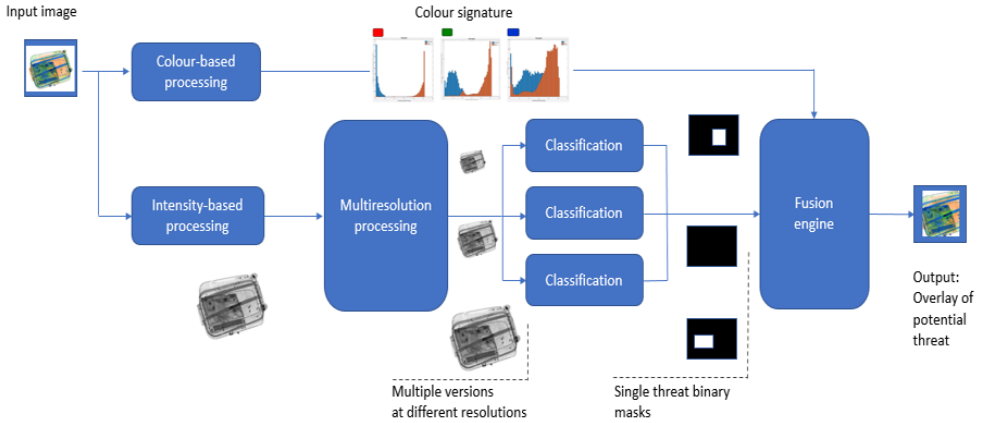 Input image
Colour signature
Colour-based
processing
Intensity-based
processing
Multiresolution
processing
Classification
Classification
Classification
Fusion
engine
Output:
Overlay of
potential
threat
Multiple versions
at different resolutions
Single threat binary
masks